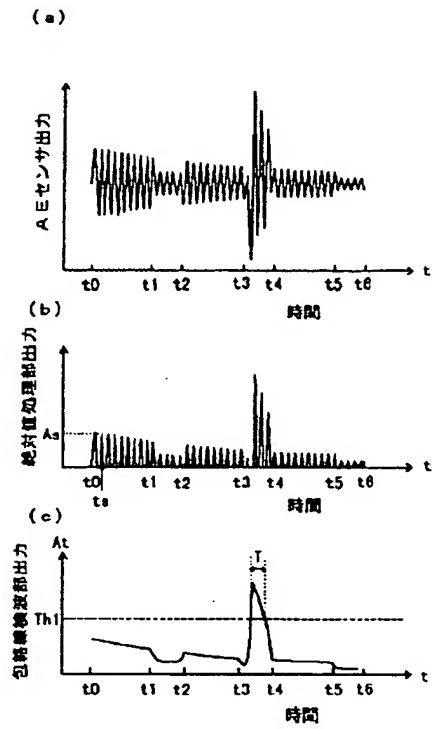 (a)
AEセンサ出力
t0 t1 t2 t3 t4 t5 t6 t
時間
(b)
絶対値処理部出力
As
t0 t1 t2 t3 t4 t5 t6 t
ts
時間
(c)
包絡線検波部出力
At
T
Th1
t0 t1 t2 t3 t4 t5 t6 t
時間